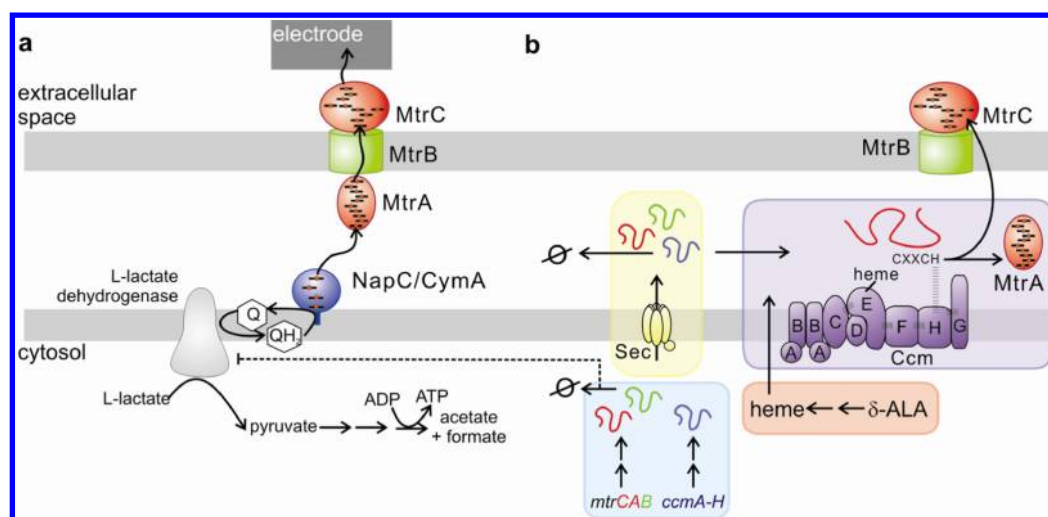 a
electrode
extracellular
space
MtrC
MtrB
MtrA
L-lactate
dehydrogenase
NapC/CymA
Q
QH2
cytosol
L-lactate
pyruvate
ADP
ATP
acetate
+ formate
b
MtrC
MtrB
CXXCH
MtrA
heme
B
B
C
E
D
F
H
G
A
A
Ccm
Sec
heme
δ-ALA
mtrCAB
ccmA-H